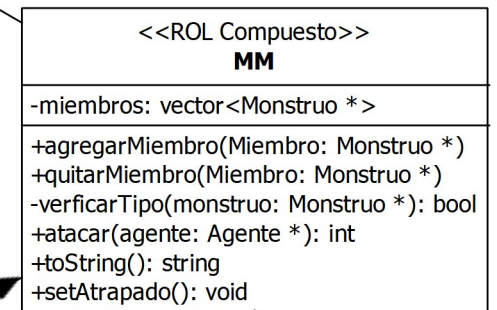 <<ROL Compuesto>>
MM
-miembros: vector<Monstruo *>
+agregarMiembro(Miembro: Monstruo *)
+quitarMiembro(Miembro: Monstruo *)
-verficarTipo(monstruo: Monstruo *): bool
+atacar(agente: Agente *): int
+toString(): string
+setAtrapado(): void